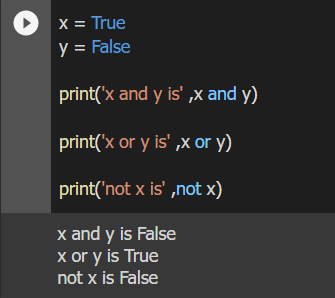 x = True
y = False
print('x and y is' ,x and y)
print('x or y is' ,x or y)
print('not x is' ,not x)
x and y is False
x or y is True
not x is False